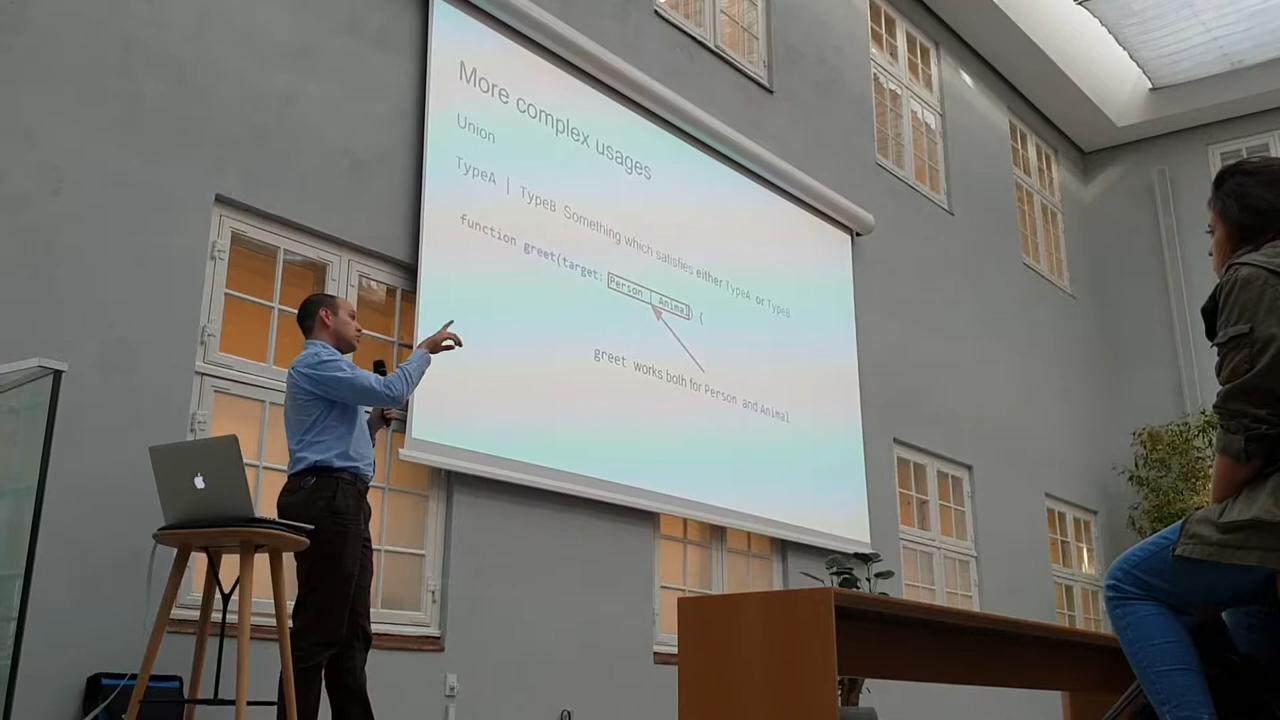 More complex usages
Union
TypeA | TypeB Something which satisfies either TypeA or TypeB
function greet(target: Person | Animal) {
greet works both for Person and Animal